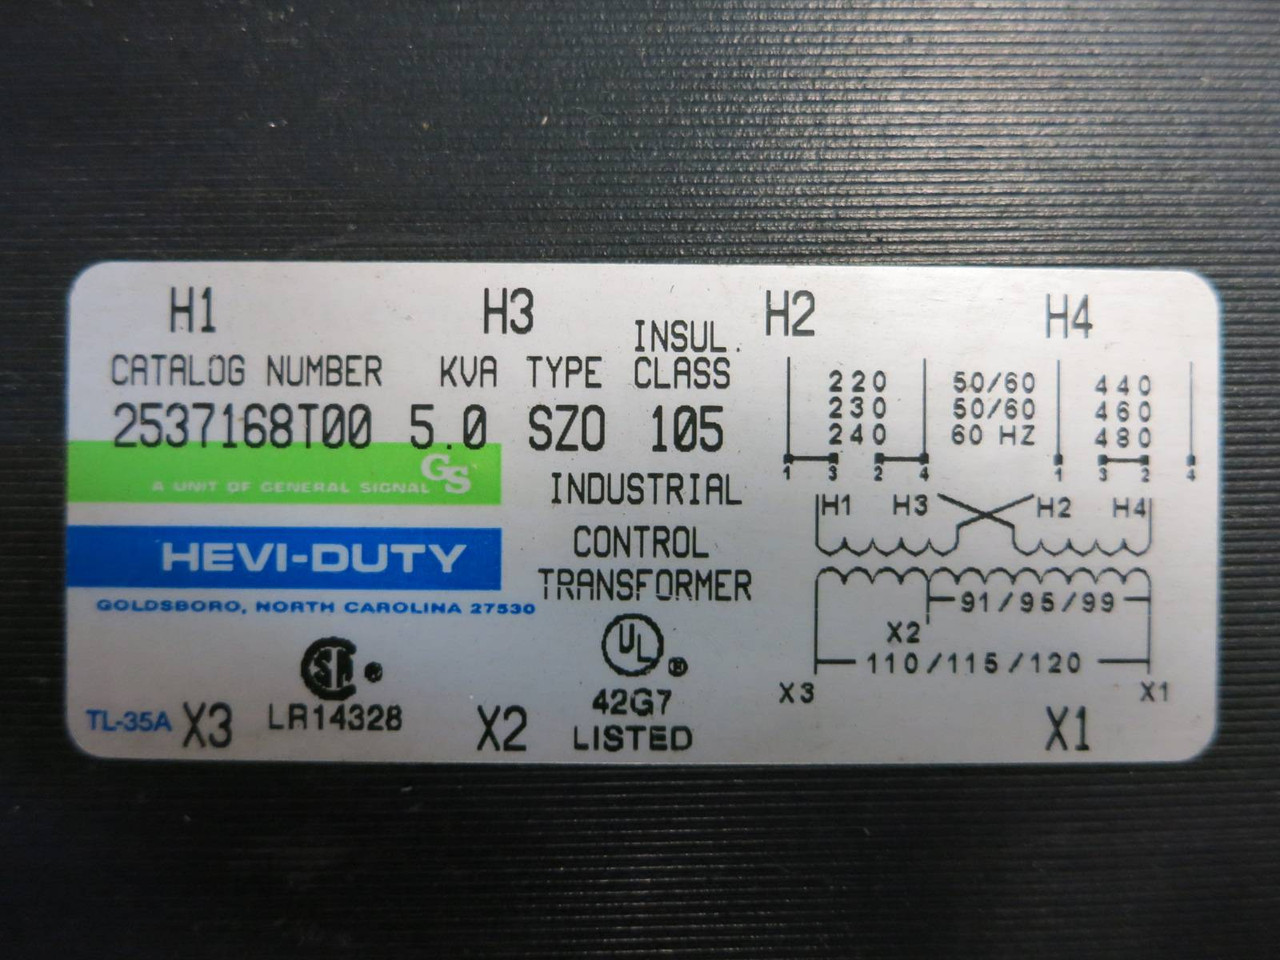 H1 H3 H2 H4
CATALOG NUMBER KVA TYPE INSUL. CLASS
2537168T00 5.0 SZO 105
GS
A UNIT OF GENERAL SIGNAL
INDUSTRIAL
CONTROL
TRANSFORMER
HEVI-DUTY
GOLDSBORO, NORTH CAROLINA 27530
SA ®
LR14328
UL ®
42G7
LISTED
TL-35A X3 X2 X1
220 50/60 440
230 50/60 460
240 60 HZ 480
1 3 2 4 1 3 2 4
H1 H3 H2 H4
91/95/99
X2
110/115/120
X3 X1